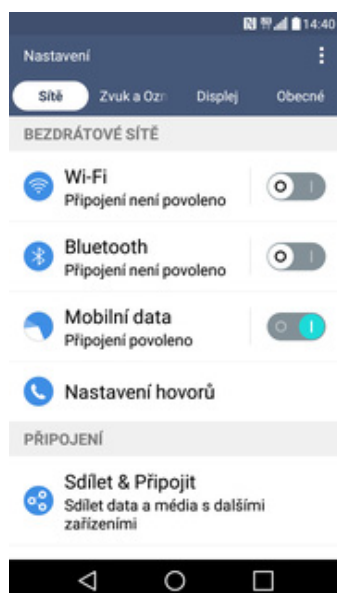 14:40
Nastavení
Sítě Zvuk a Ozn Displej Obecné
BEZDRÁTOVÉ SÍTĚ
Wi-Fi
Připojení není povoleno
Bluetooth
Připojení není povoleno
Mobilní data
Připojení povoleno
Nastavení hovorů
PŘIPOJENÍ
Sdílet & Připojit
Sdílet data a média s dalšími
zařízeními